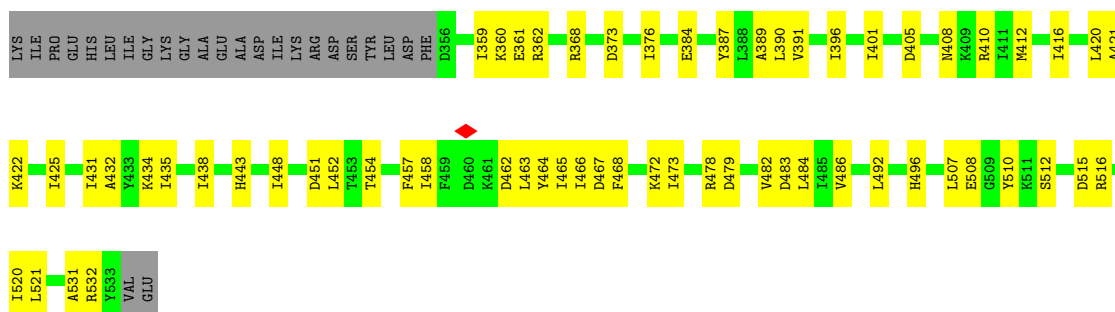 LYS ILE PRO GLU HIS LEU ILE GLY LYS GLY ALA GLU ALA ALA ASP ILE LYS ARG ASP SER TYR LEU ASP PHE D356 I359 K360 E361 R362 R368 D373 I376 E384 Y387 L388 A389 L390 V391 I396 I401 D405 N408 K409 R410 I411 M412 I416 L420 A421
K422 I425 I431 A432 Y433 K434 I435 I438 H443 I448 D451 L452 T453 T454 F457 I458 F459 D460 K461 D462 L463 Y464 I465 I466 D467 F468 K472 I473 R478 D479 V482 D483 L484 I485 V486 L492 H496 L507 E508 G509 Y510 K511 S512 D515 R516
I520 L521 A531 R532 Y533 VAL GLU